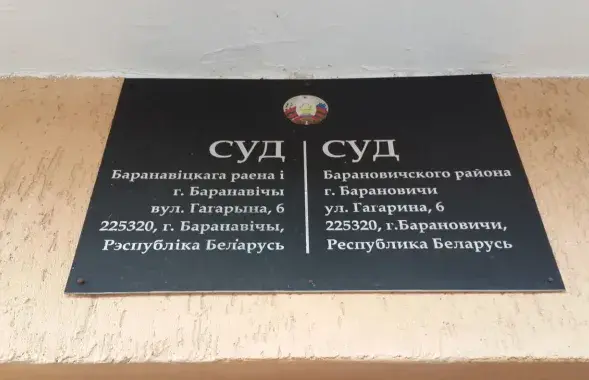 СУД
Баранавіцкага раена і
г. Баранавічы
вул. Гагарына, 6
225320, г. Баранавічы,
Рэспубліка Беларусь
СУД
Барановичского района
г. Барановичи
ул. Гагарина, 6
225320, г.Барановичи,
Республика Беларусь